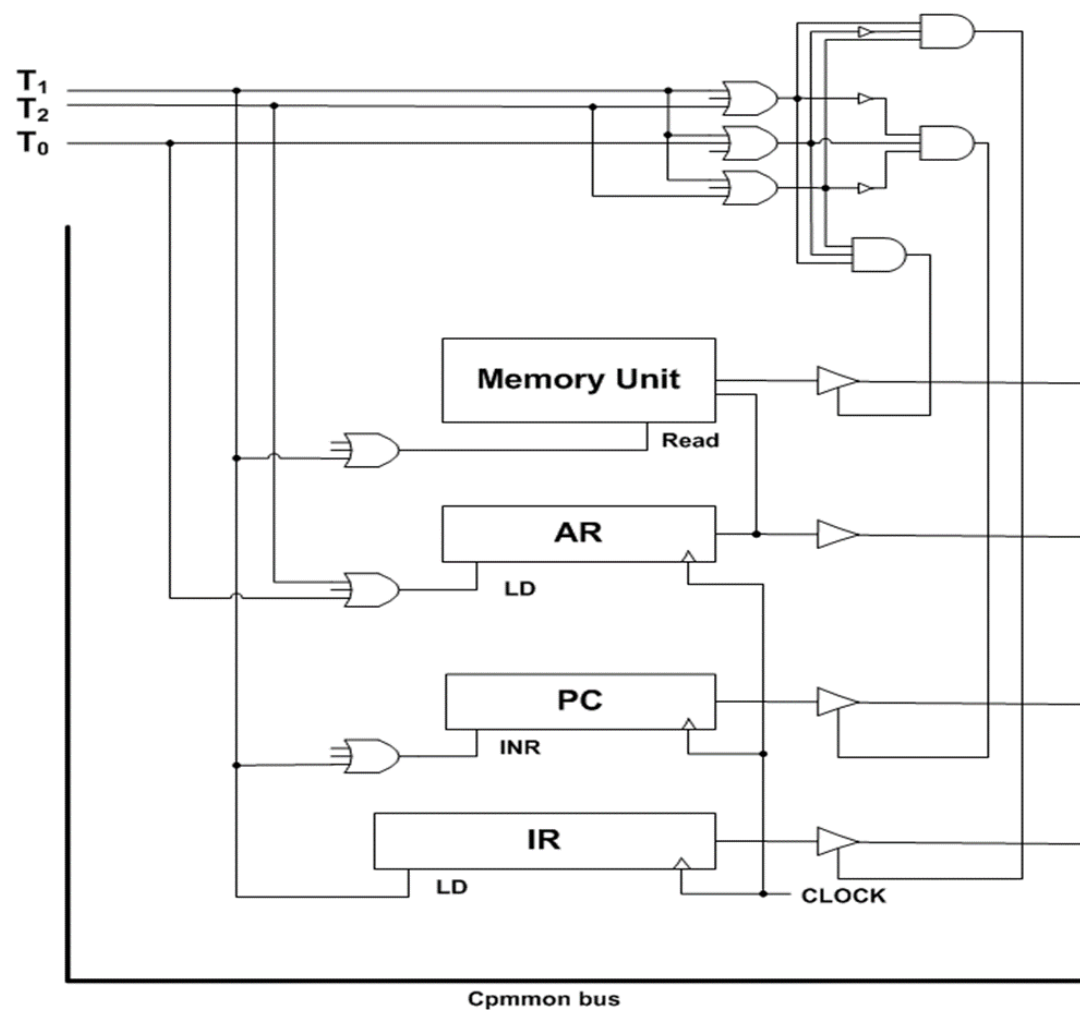 T₁
T₂
T₀
Memory Unit
Read
AR
LD
PC
INR
IR
LD
CLOCK
Cpmmon bus